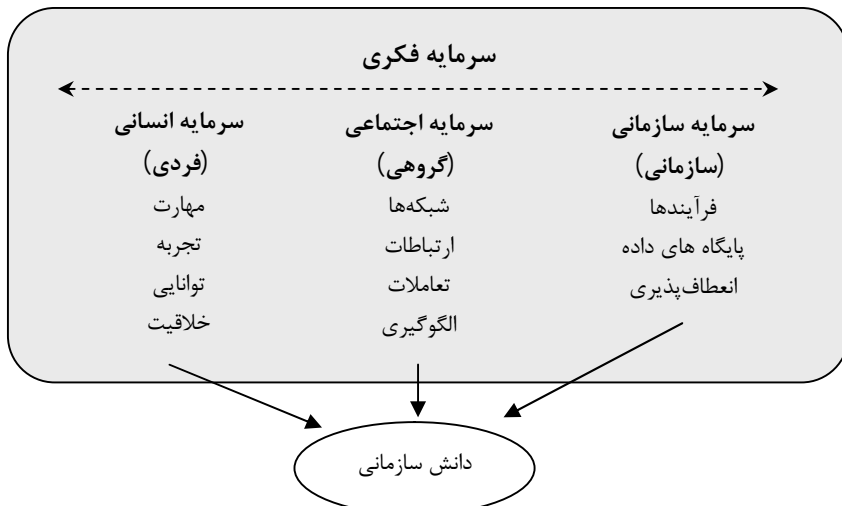 سرمایه فکری
سرمایه سازمانی
(سازمانی)
فرآیندها
پایگاه های داده
انعطاف‌پذیری
سرمایه اجتماعی
(گروهی)
شبکه‌ها
ارتباطات
تعاملات
الگوگیری
سرمایه انسانی
(فردی)
مهارت
تجربه
توانایی
خلاقیت
دانش سازمانی